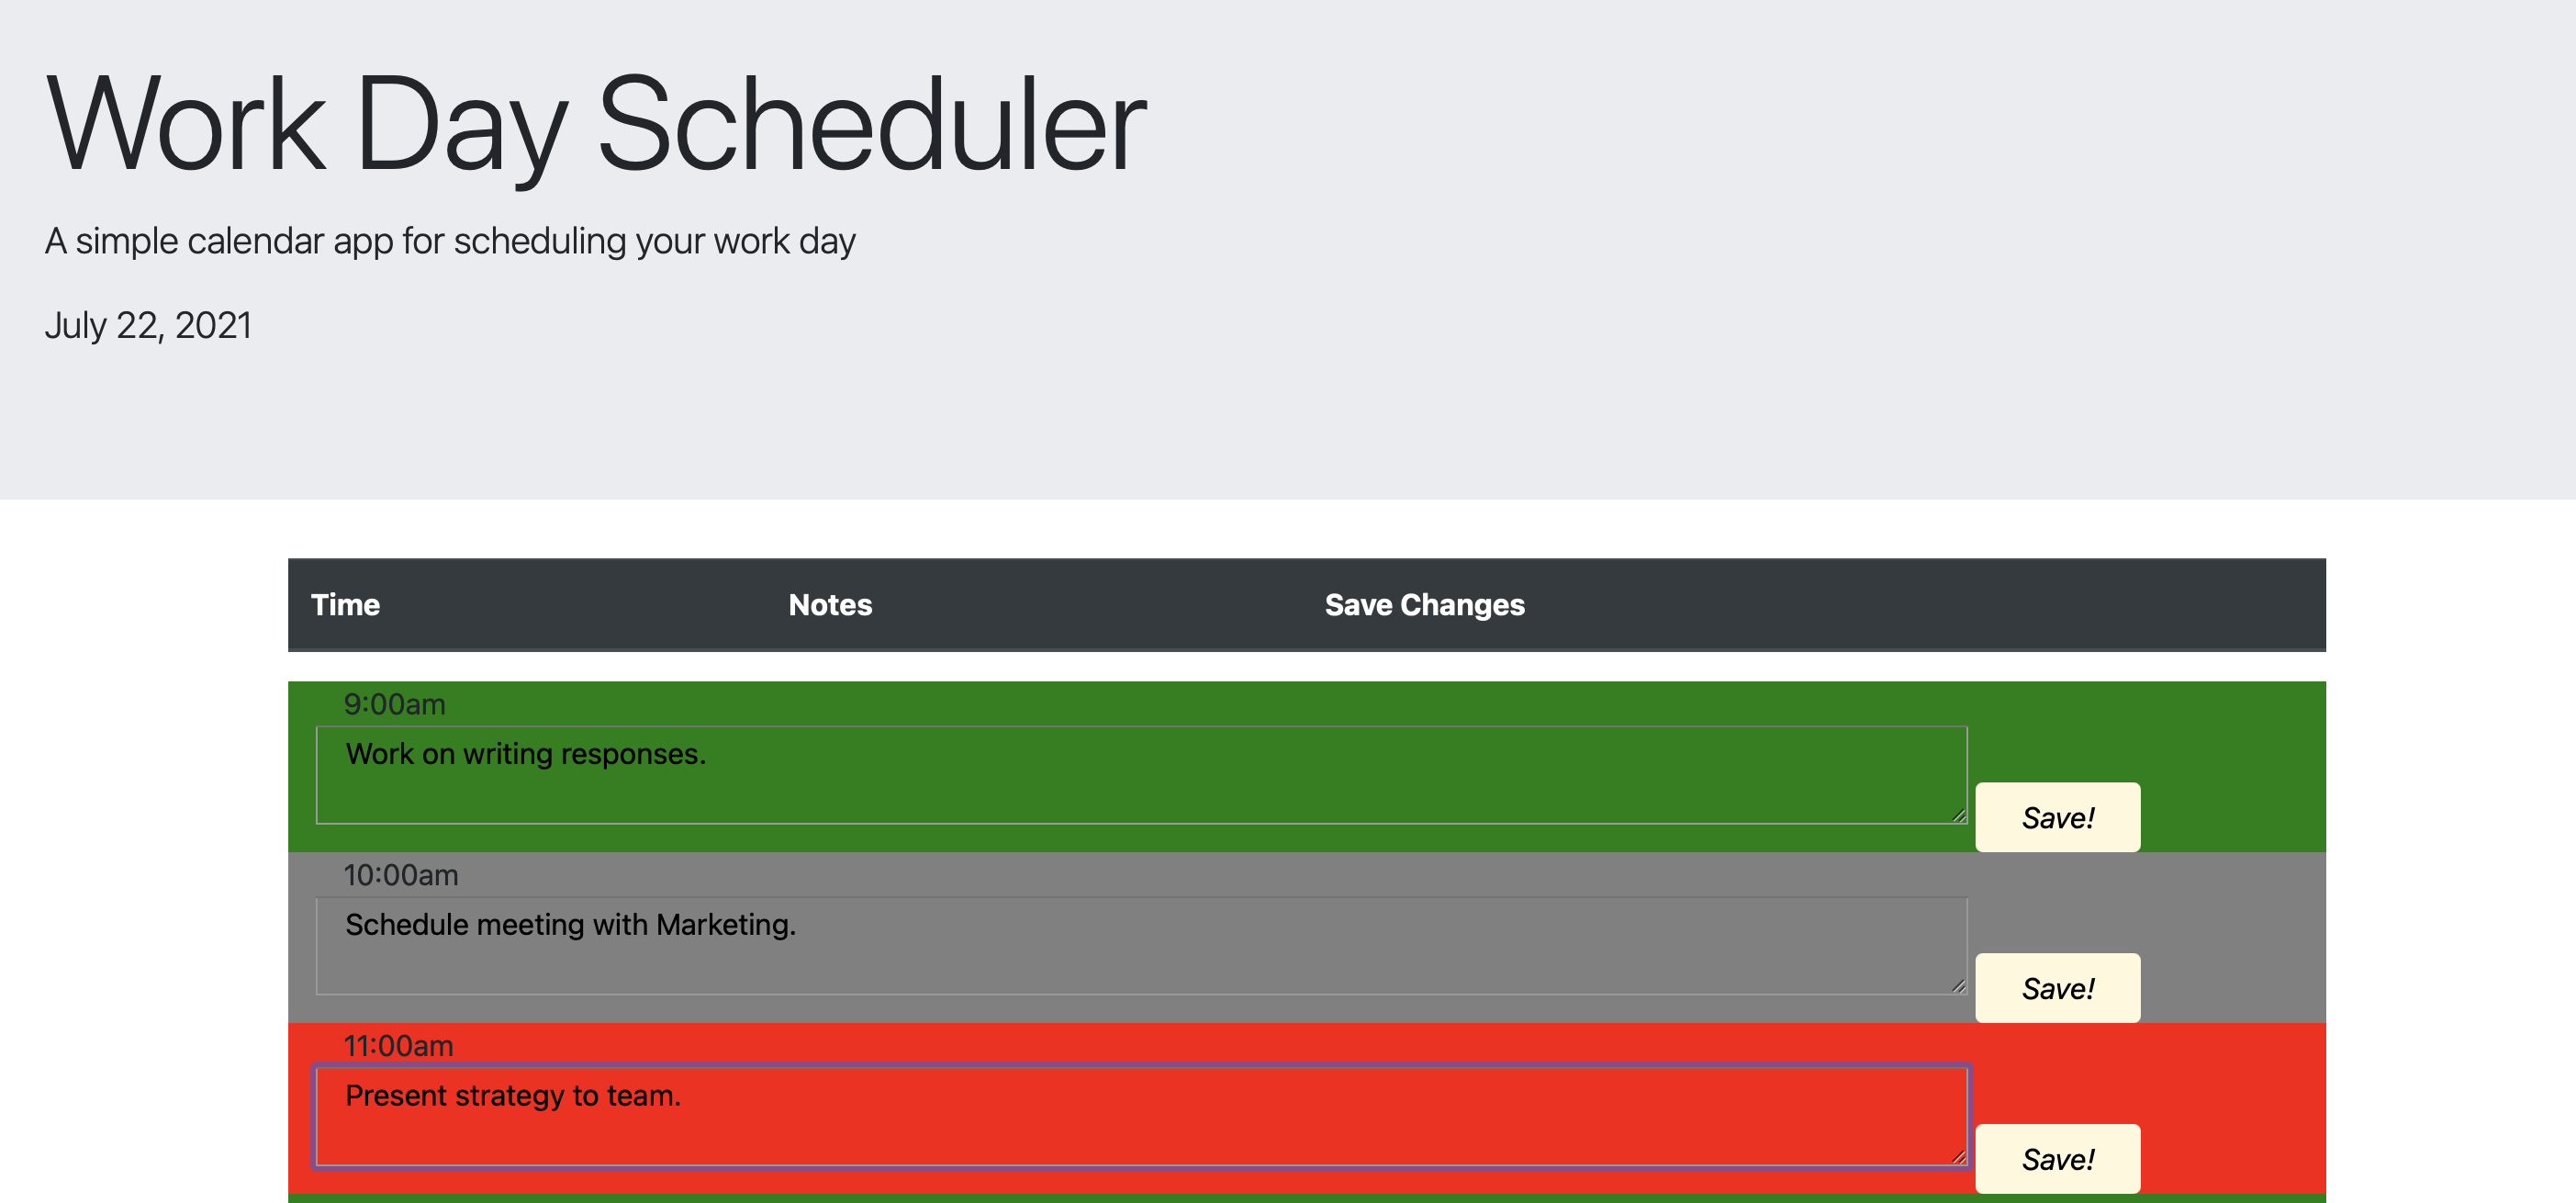 Work Day Scheduler
A simple calendar app for scheduling your work day
July 22, 2021
Time Notes Save Changes
9:00am
Work on writing responses.
Save!
10:00am
Schedule meeting with Marketing.
Save!
11:00am
Present strategy to team.
Save!